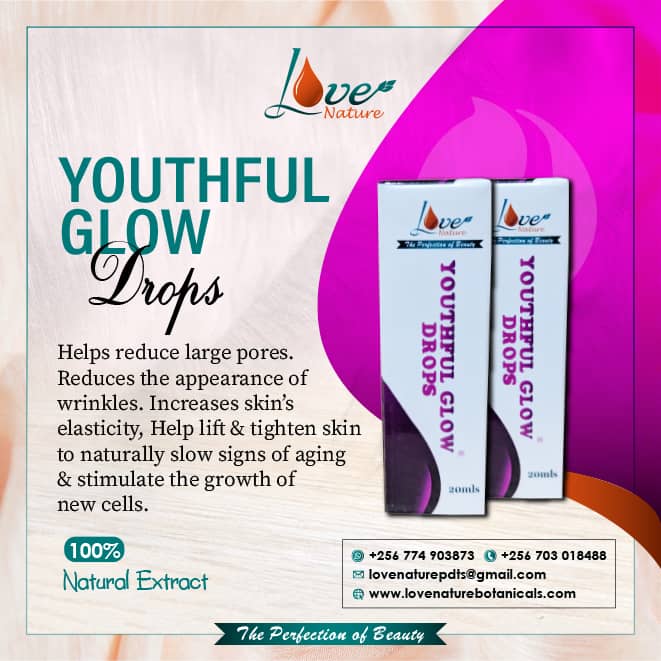 Love
Nature
YOUTHFUL
GLOW
Drops
Helps reduce large pores.
Reduces the appearance of
wrinkles. Increases skin's
elasticity, Help lift & tighten skin
to naturally slow signs of aging
& stimulate the growth of
new cells.
100%
Natural Extract
Love
Nature
The Perfection of Beauty
YOUTHFUL GLOW
DROPS
20mls
Love
Nature
The Perfection of Beauty
YOUTHFUL GLOW
DROPS
20mls
+256 774 903873 +256 703 018488
lovenaturepdts@gmail.com
www.lovenaturebotanicals.com
The Perfection of Beauty